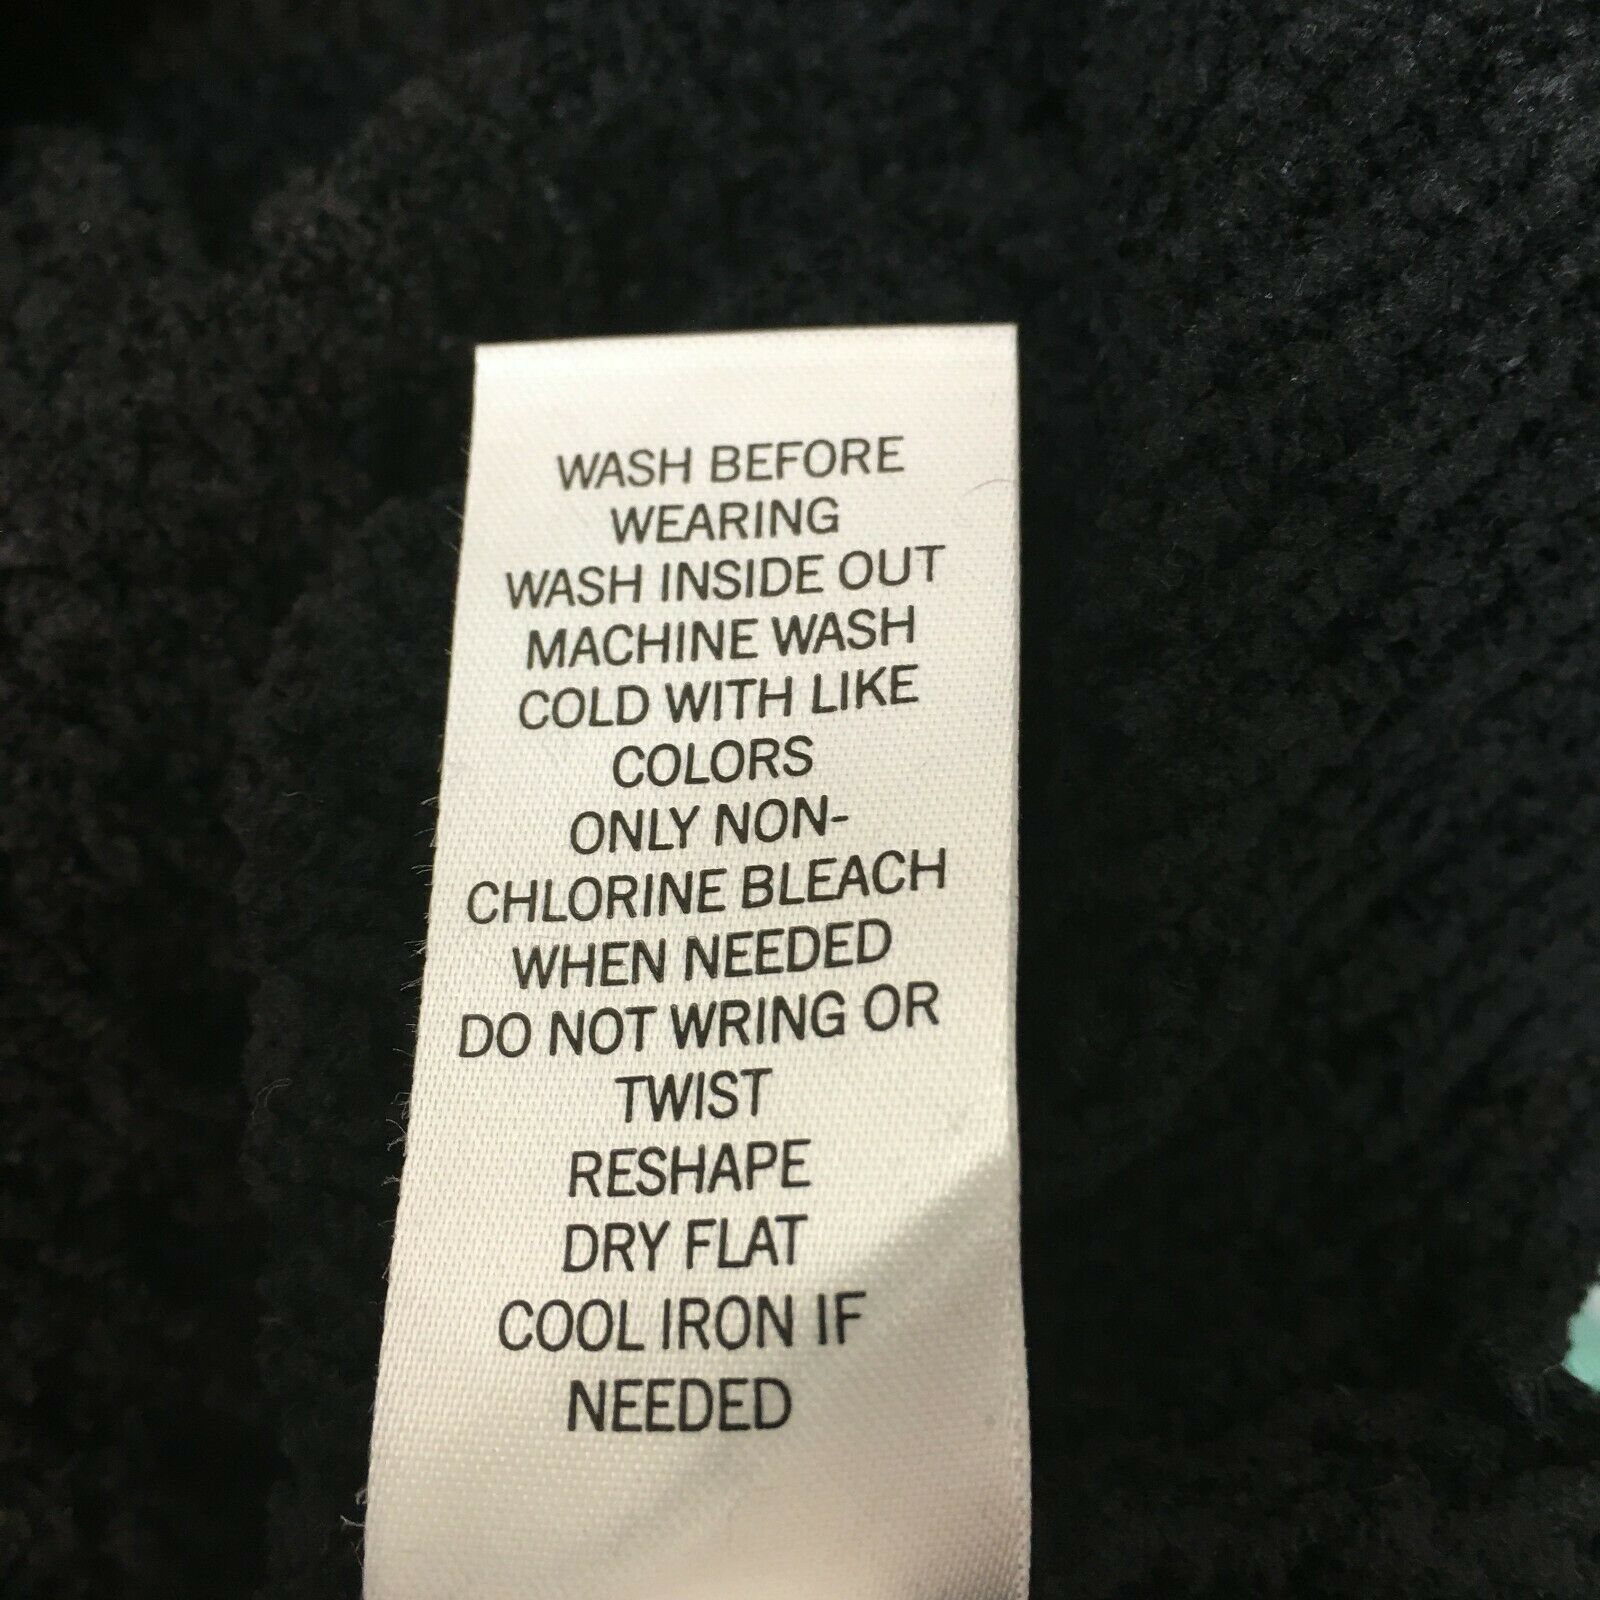 WASH BEFORE
WEARING
WASH INSIDE OUT
MACHINE WASH
COLD WITH LIKE
COLORS
ONLY NON-
CHLORINE BLEACH
WHEN NEEDED
DO NOT WRING OR
TWIST
RESHAPE
DRY FLAT
COOL IRON IF
NEEDED